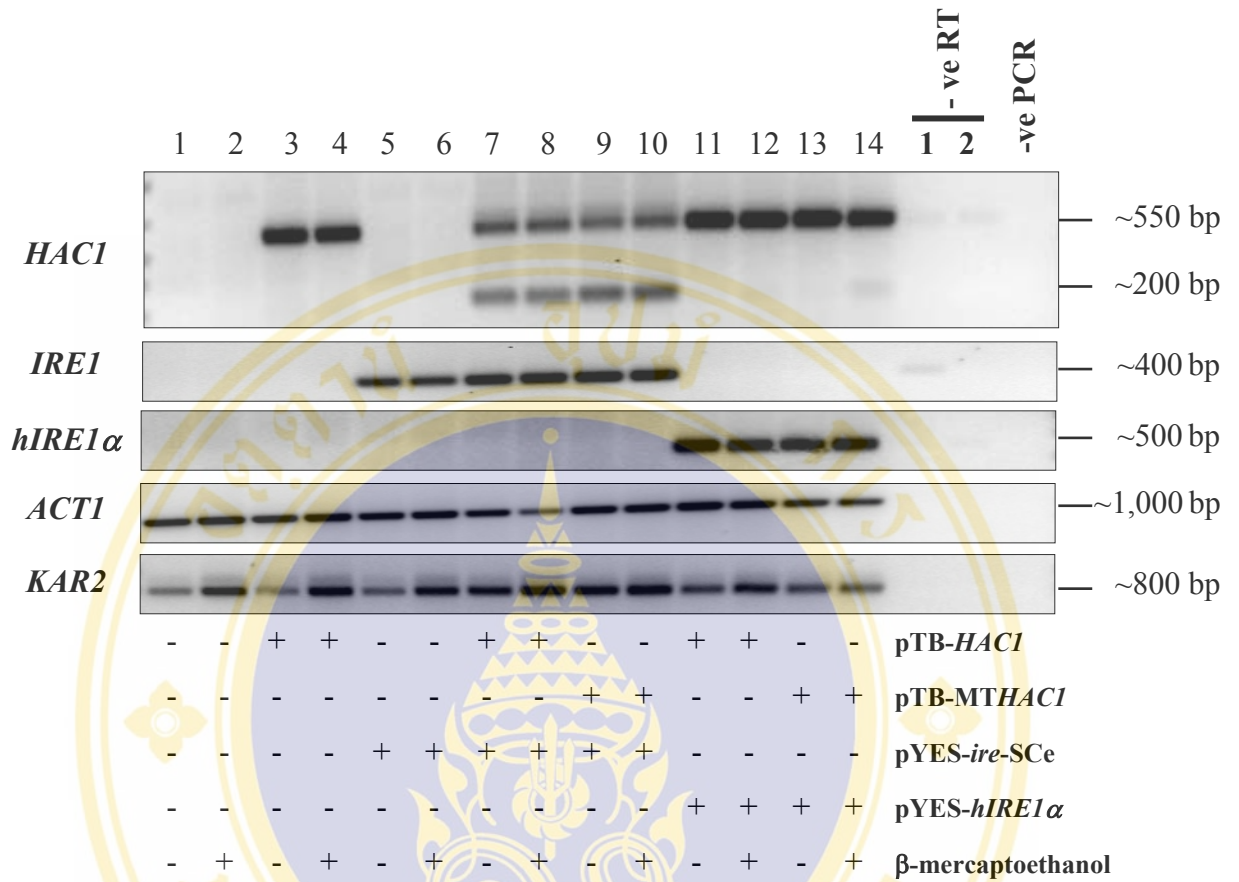 - ve RT
-ve PCR
1 2 3 4 5 6 7 8 9 10 11 12 13 14 1 2
HAC1
~550 bp
~200 bp
IRE1
~400 bp
hIRE1α
~500 bp
ACT1
~1,000 bp
KAR2
~800 bp
- - + + - - + + - - + + - - pTB-HAC1
- - - - - - - - + + - - + + pTB-MTHAC1
- - - - + + + + + + - - - - pYES-ire-SCe
- - - - - - - - - - + + + + pYES-hIRE1α
- + - + - + - + - + - + - + β-mercaptoethanol